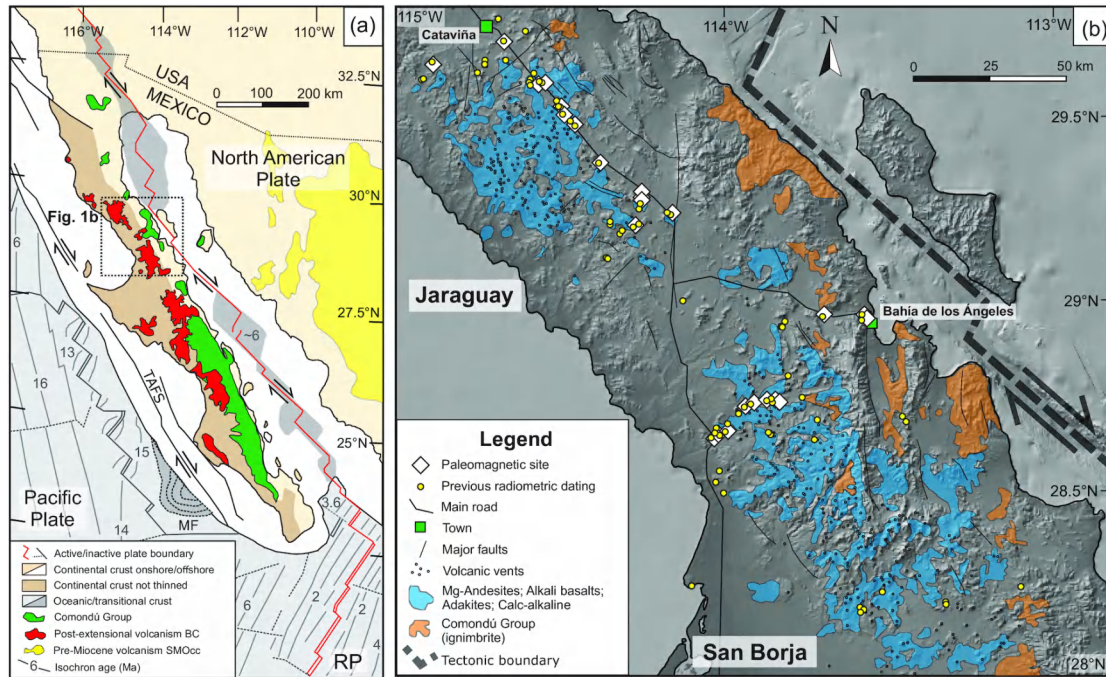 116°W
114°W
112°W
110°W
(a)
USA
MEXICO
32.5°N
0
100
200 km
North American
Plate
30°N
Fig. 1b
27.5°N
~6
6
13
16
TAFS
15
25°N
Pacific
Plate
14
MF
3.6
6
2
2
4
RP
Active/inactive plate boundary
Continental crust onshore/offshore
Continental crust not thinned
Oceanic/transitional crust
Comondú Group
Post-extensional volcanism BC
Pre-Miocene volcanism SMOcc
6
Isochron age (Ma)
115°W
114°W
113°W
(b)
Cataviña
N
0
25
50 km
29.5°N
Jaraguay
29°N
Bahía de los Ángeles
Legend
Paleomagnetic site
Previous radiometric dating
Main road
Town
Major faults
Volcanic vents
Mg-Andesites; Alkali basalts;
Adakites; Calc-alkaline
Comondú Group
(ignimbrite)
Tectonic boundary
28.5°N
San Borja
28°N